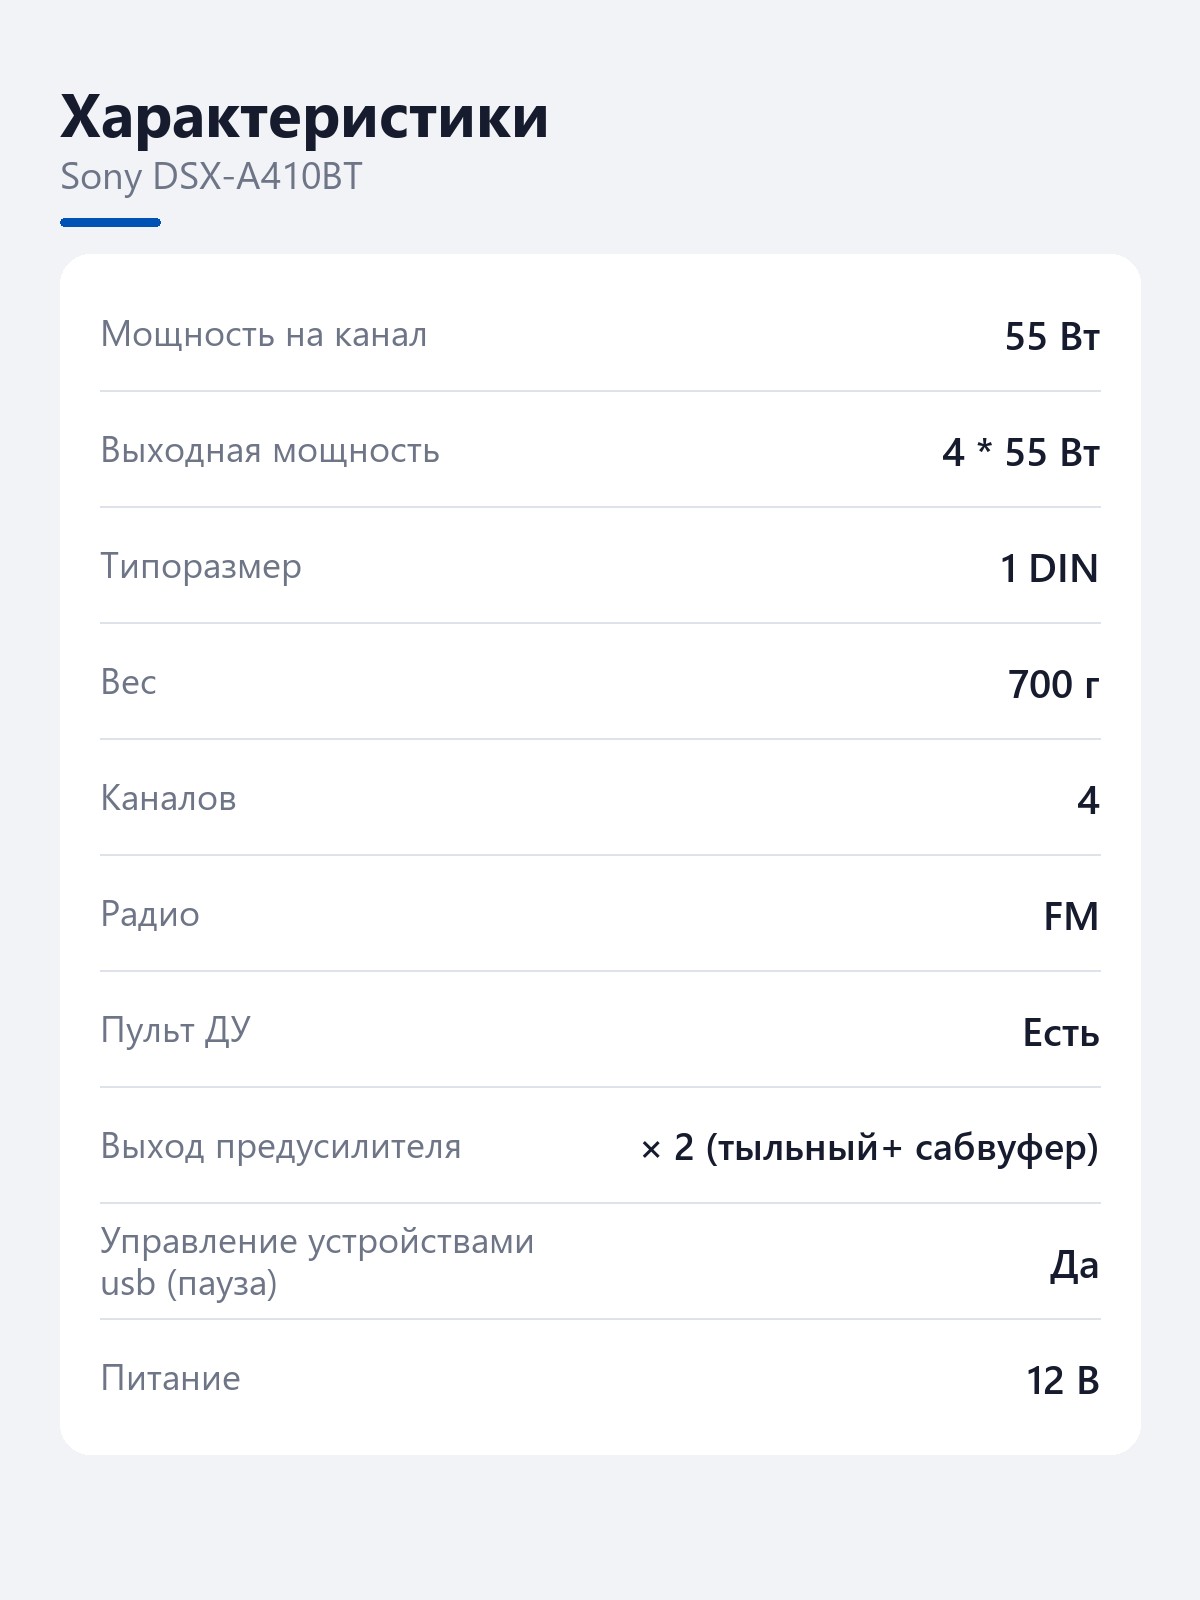 Характеристики
Sony DSX-A410BT
Мощность на канал 55 Вт
Выходная мощность 4 * 55 Вт
Типоразмер 1 DIN
Вес 700 г
Каналов 4
Радио FM
Пульт ДУ Есть
Выход предусилителя × 2 (тыльный+ сабвуфер)
Управление устройствами
usb (пауза) Да
Питание 12 В